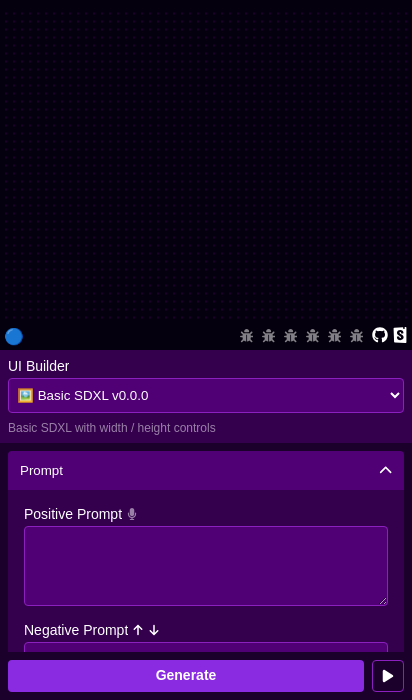 UI Builder
🖼️ Basic SDXL v0.0.0
Basic SDXL with width / height controls
Prompt
Positive Prompt
Negative Prompt
Generate